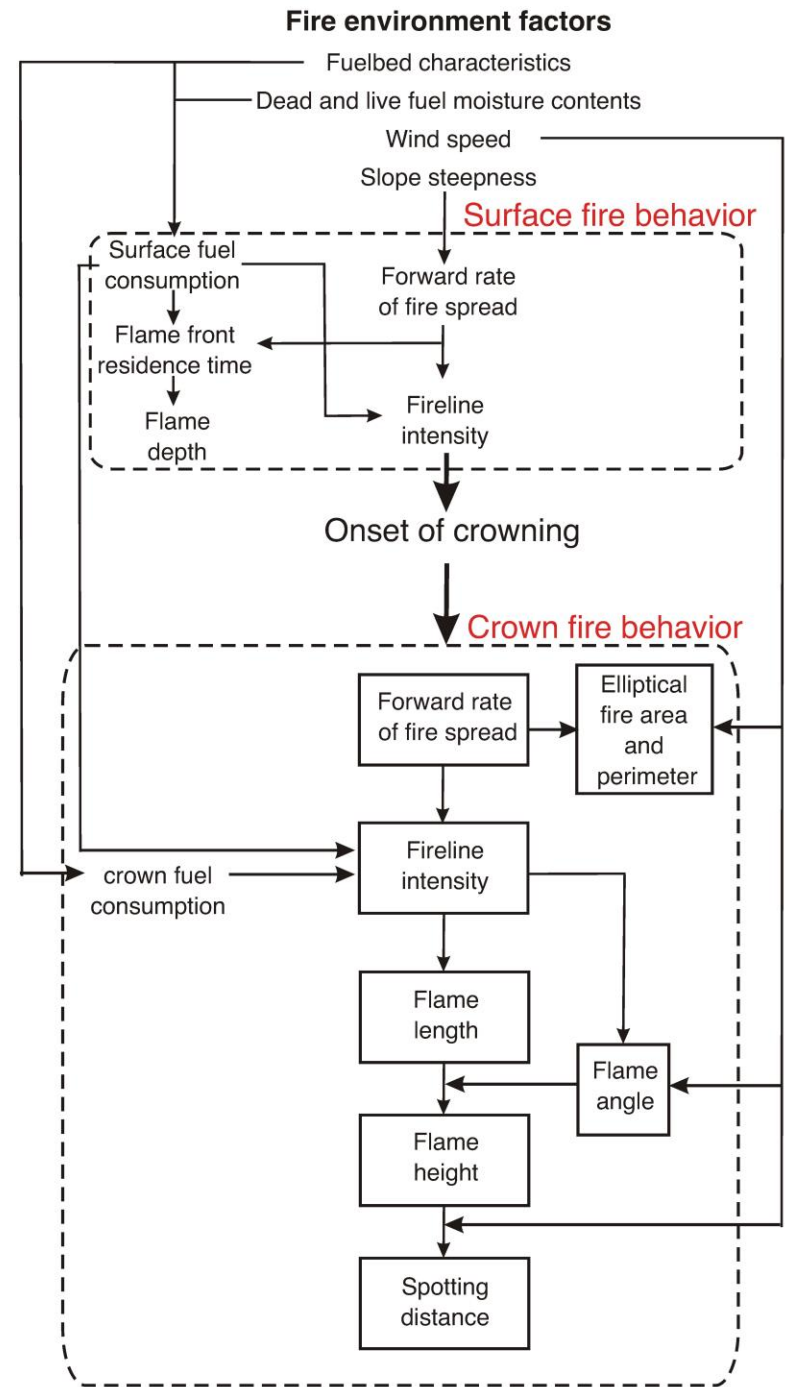 Fire environment factors
Fuelbed characteristics
Dead and live fuel moisture contents
Wind speed
Slope steepness
Surface fire behavior
Surface fuel
consumption
Forward rate
of fire spread
Flame front
residence time
Flame
depth
Fireline
intensity
Onset of crowning
Crown fire behavior
Forward rate
of fire spread
Elliptical
fire area
and
perimeter
Fireline
intensity
crown fuel
consumption
Flame
length
Flame
angle
Flame
height
Spotting
distance